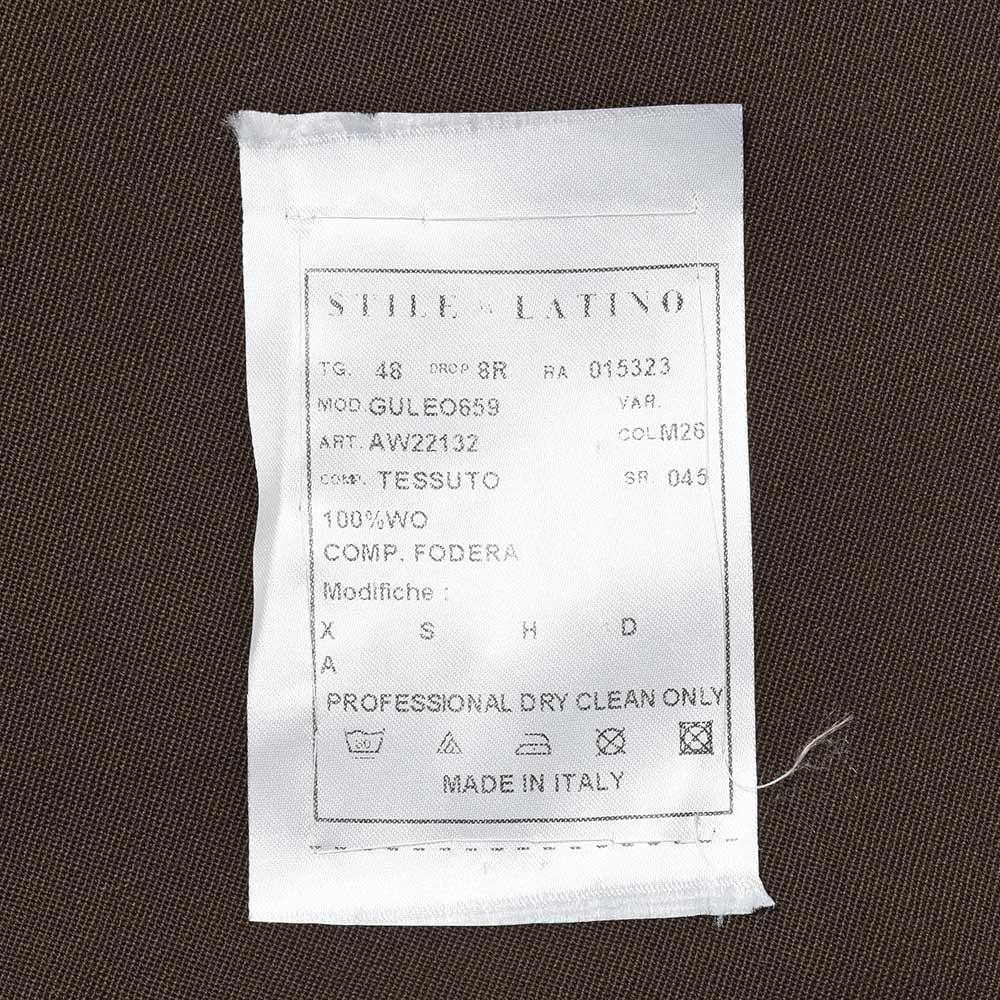 STILE LATINO
TG. 48 DROP 8R RA 015323
MOD. GULEO659 VAR.
ART. AW22132 COL M26
COMP. TESSUTO SR 045
100%WO
COMP. FODERA
Modifiche :
X S H D
A
PROFESSIONAL DRY CLEAN ONLY
MADE IN ITALY